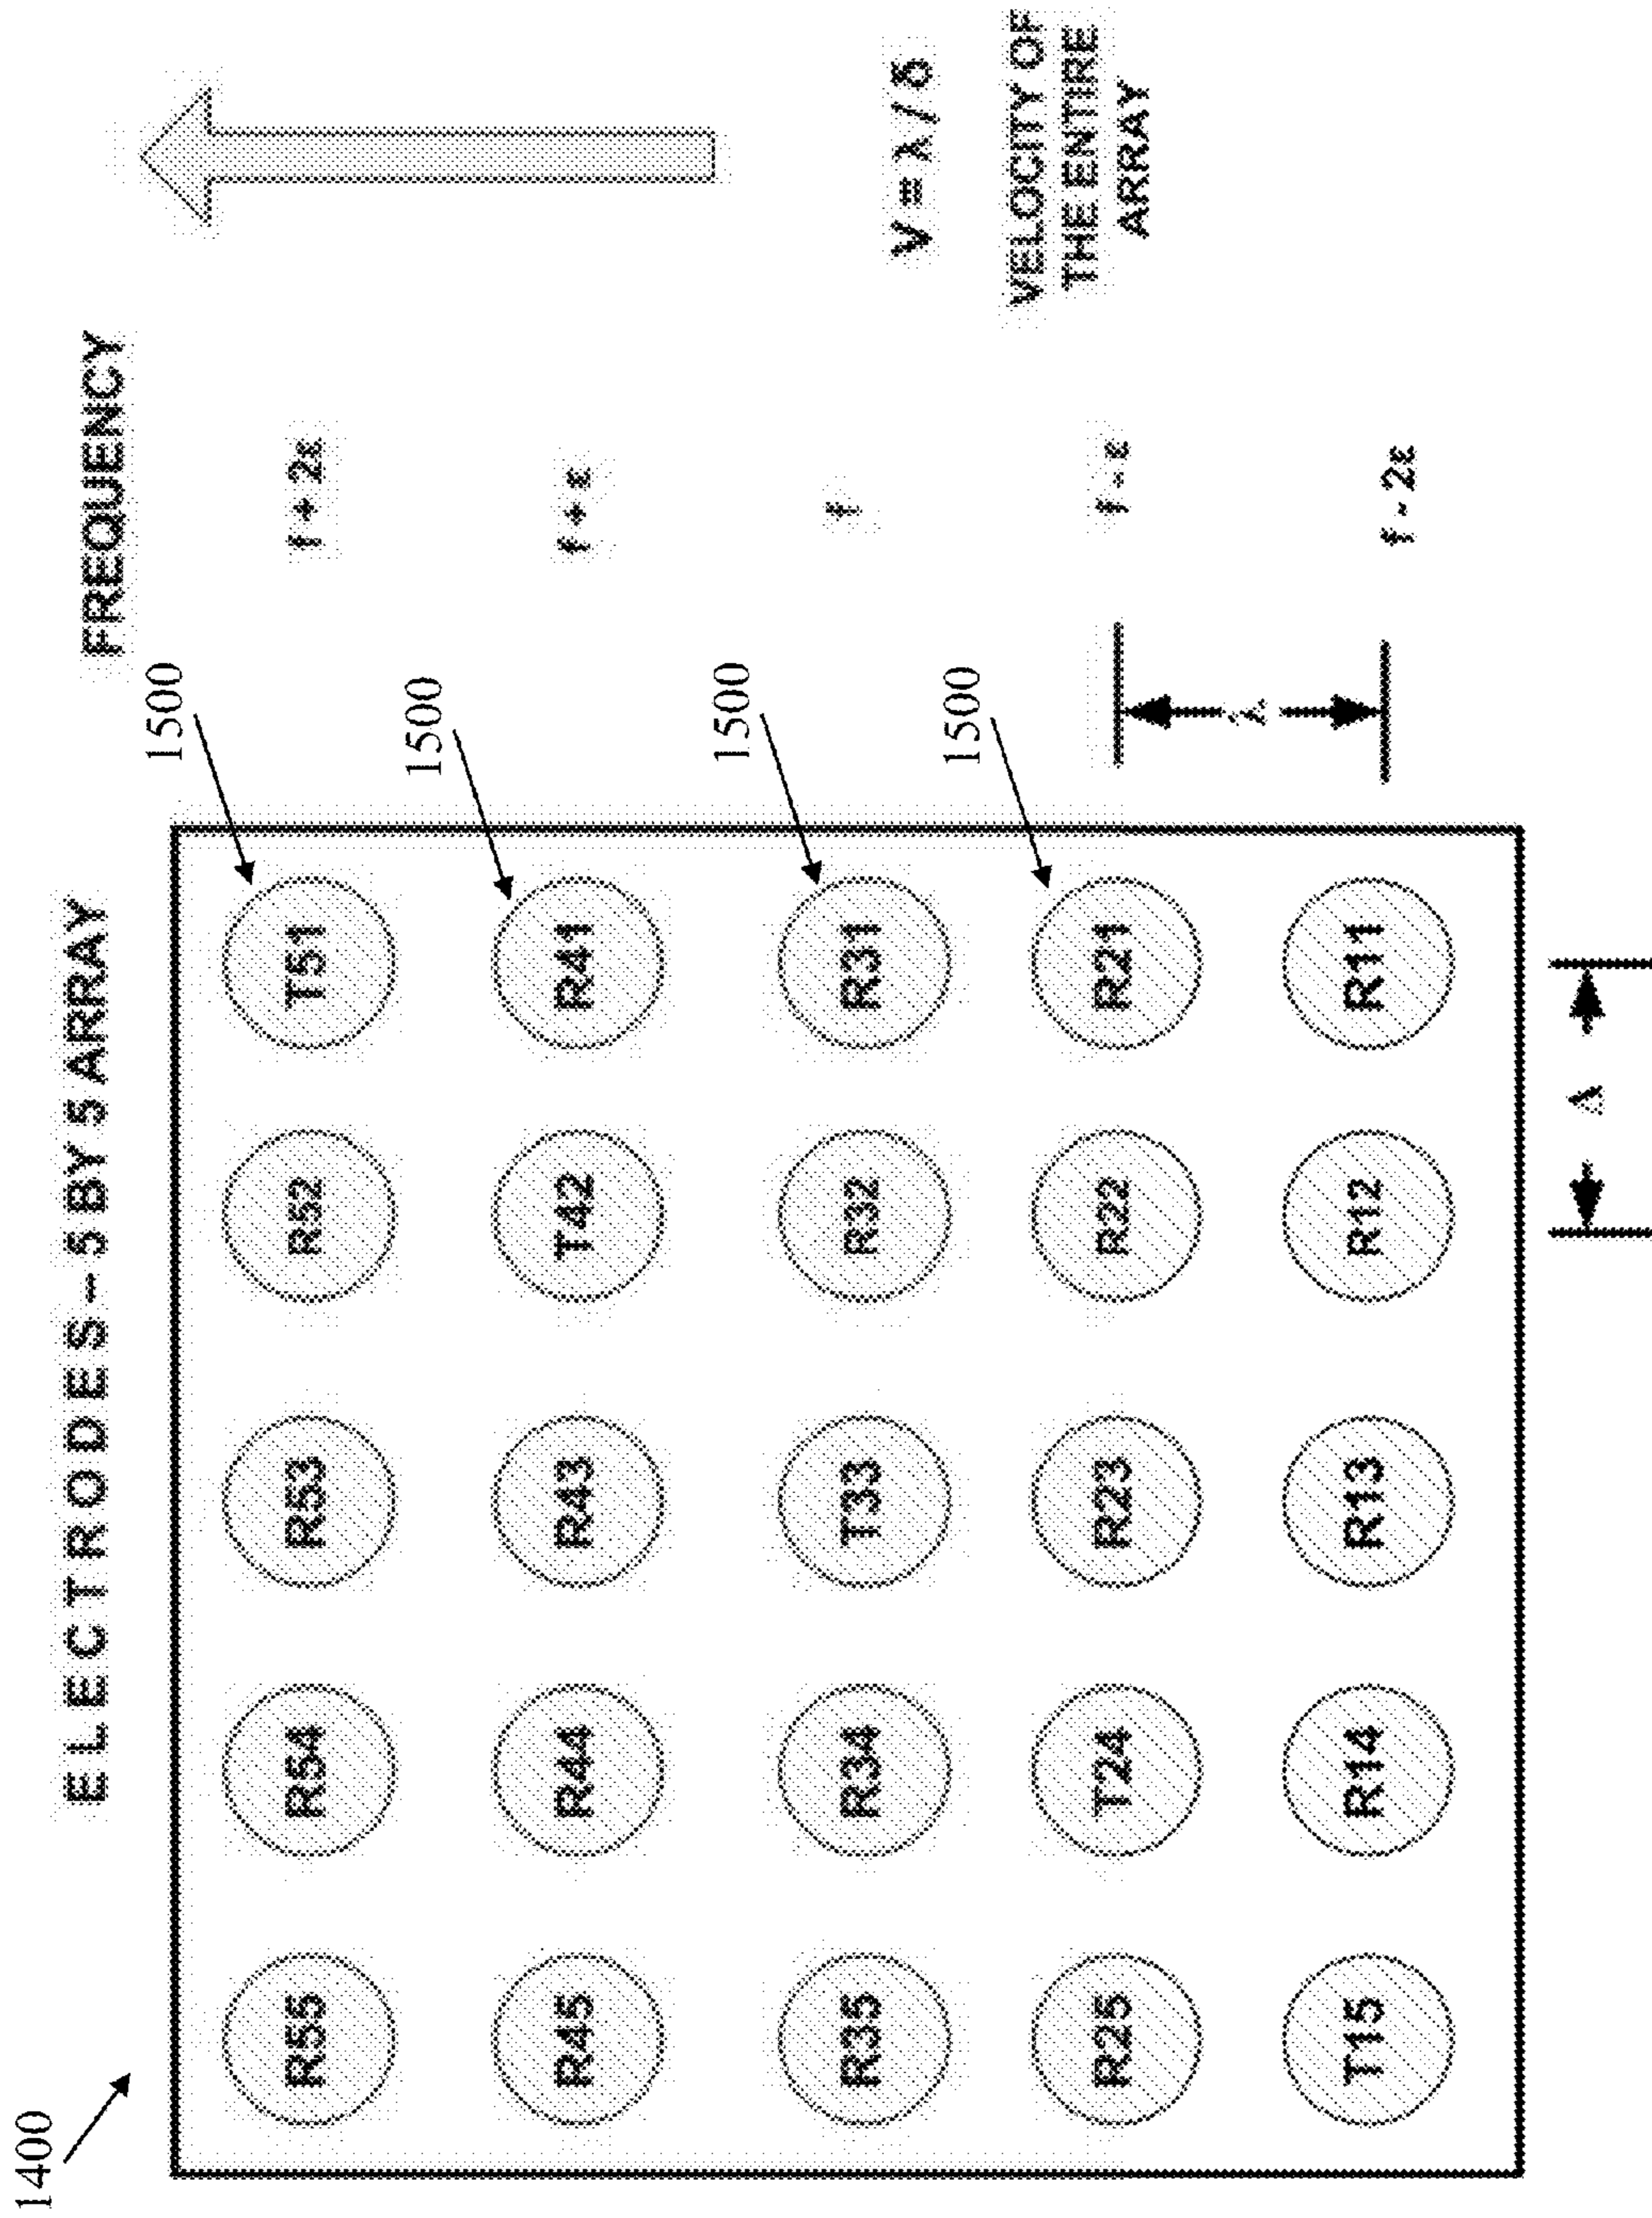 1400
ELECTRODES – 5 BY 5 ARRAY
FREQUENCY
1500
R55 R54 R53 R52 T51 f + 2ε
1500
R45 R44 R43 T42 R41 f + ε
1500
R35 R34 T33 R32 R31 f
V = λ / δ
1500
VELOCITY OF
THE ENTIRE
ARRAY
R25 T24 R23 R22 R21 f - ε
λ
T15 R14 R13 R12 R11 f - 2ε